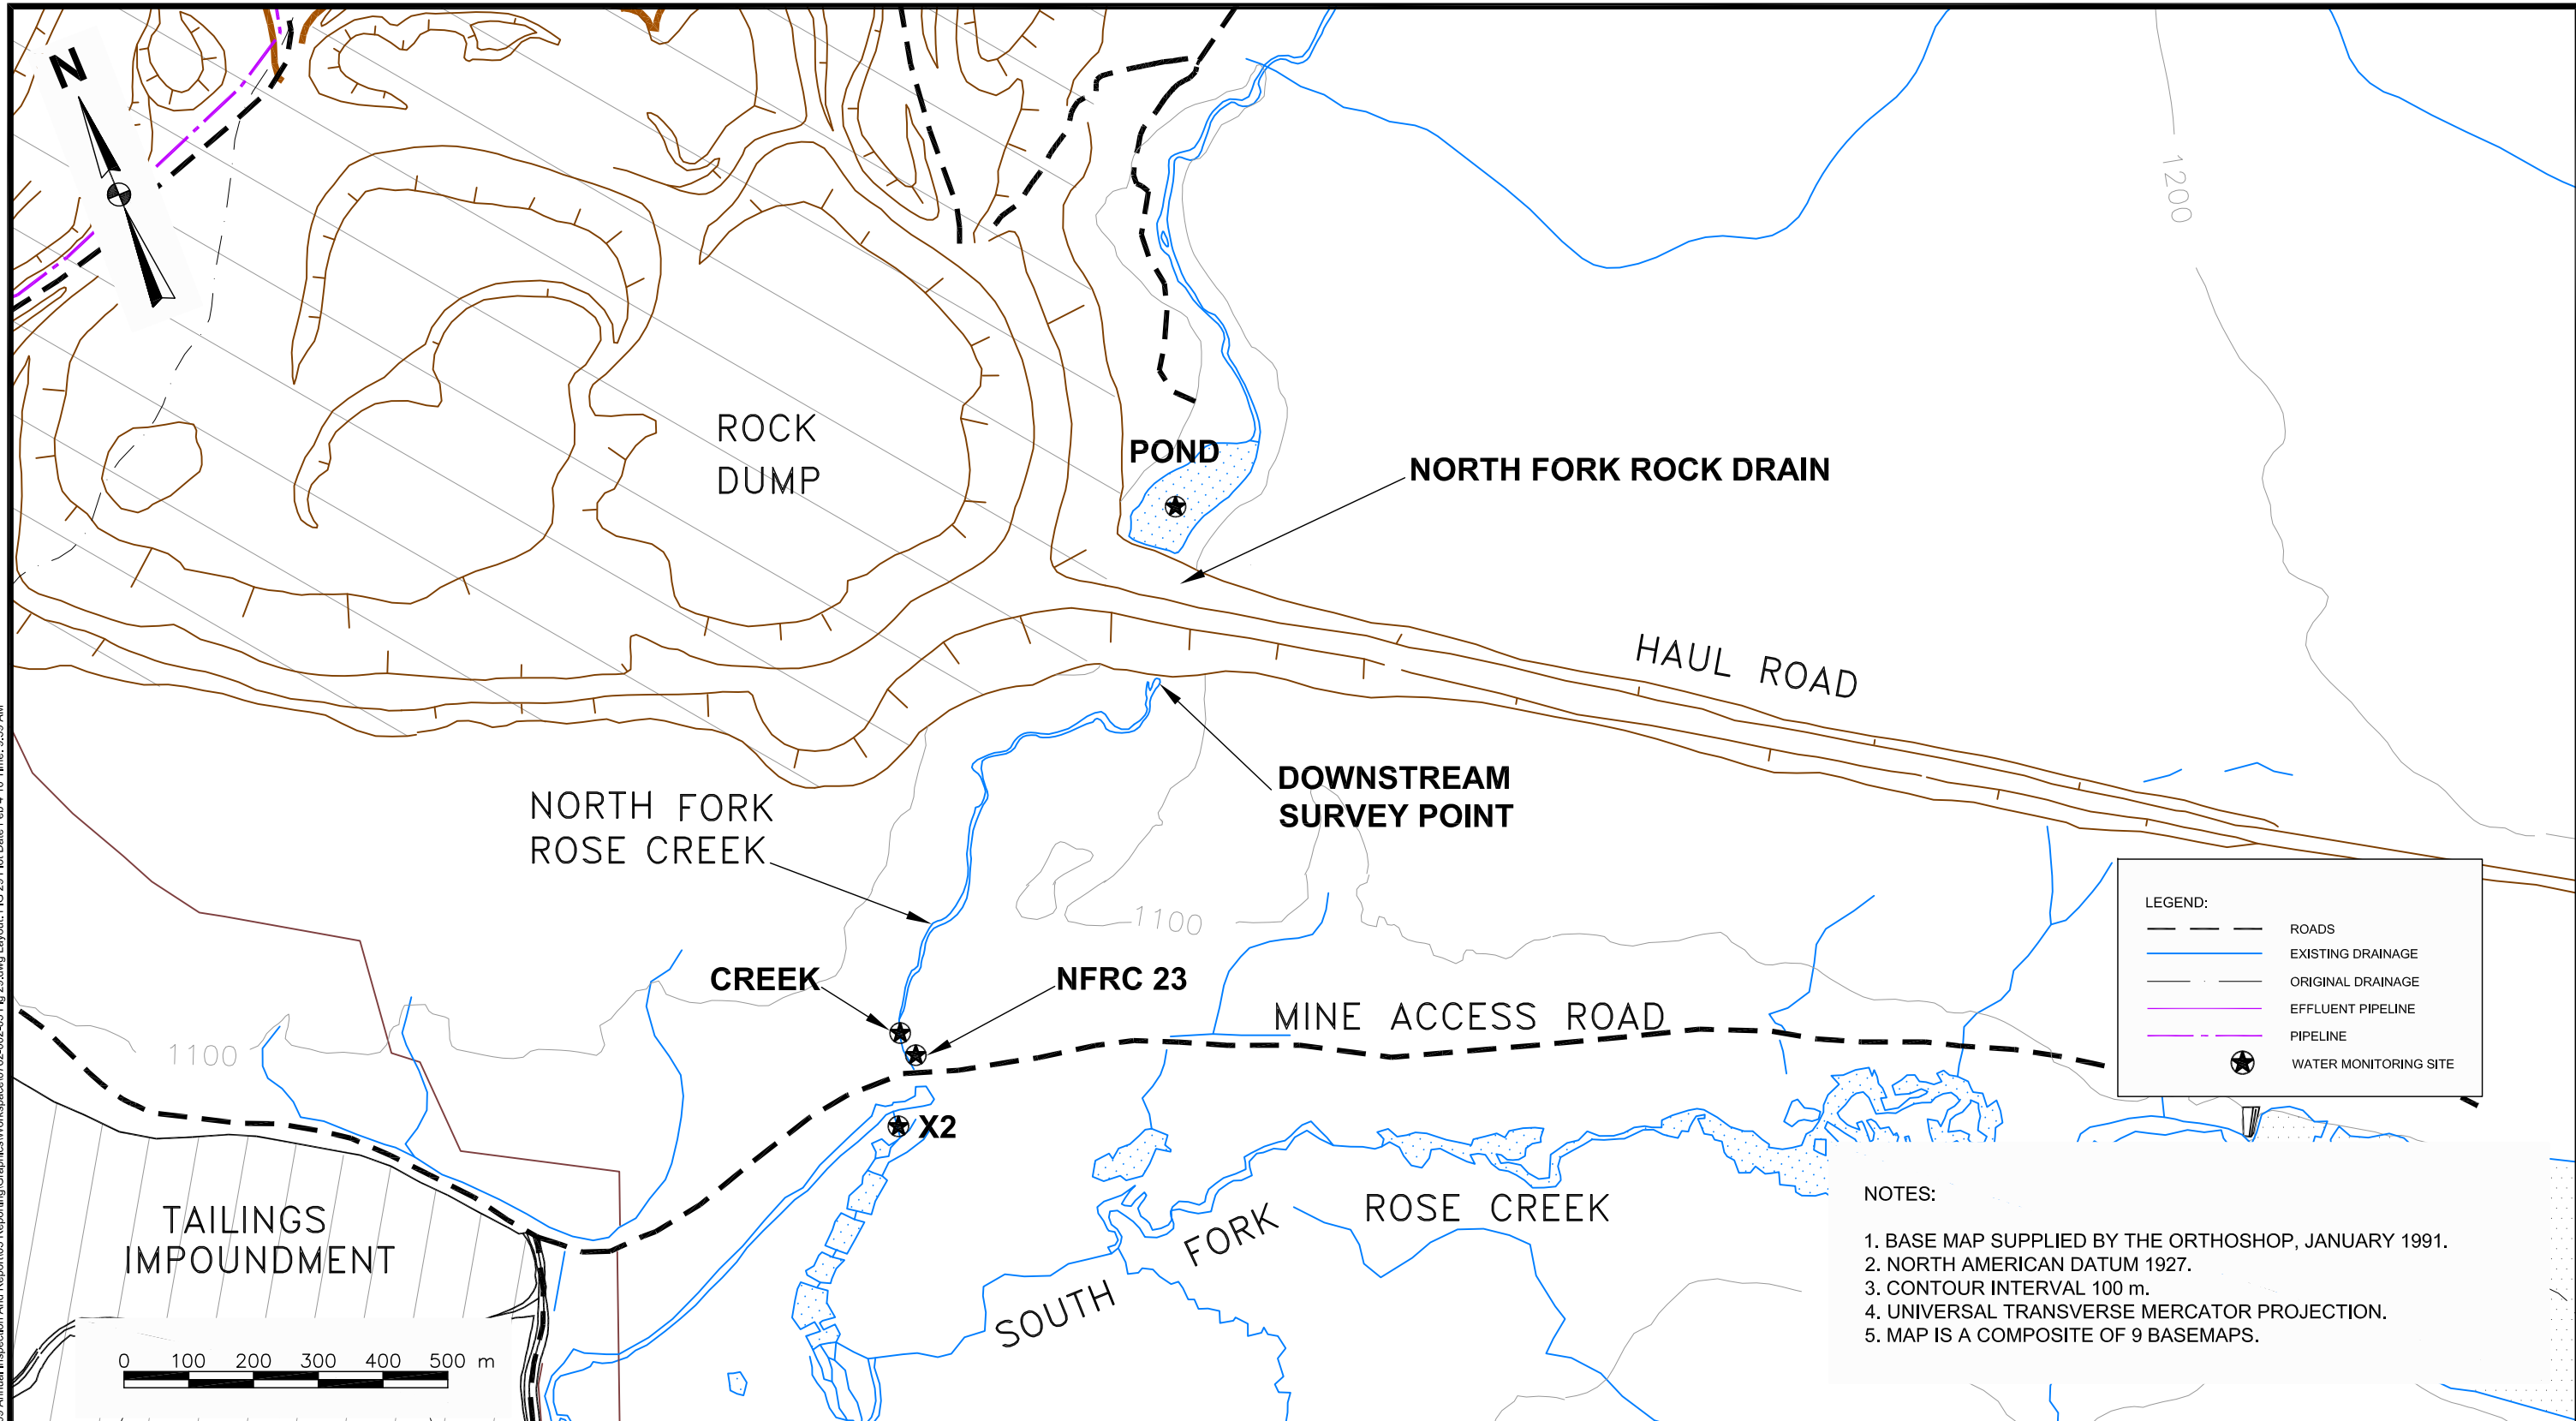 N
1200
ROCK
DUMP
POND
NORTH FORK ROCK DRAIN
HAUL ROAD
DOWNSTREAM
SURVEY POINT
NORTH FORK
ROSE CREEK
1100
CREEK
NFRC 23
MINE ACCESS ROAD
1100
X2
TAILINGS
IMPOUNDMENT
SOUTH FORK ROSE CREEK
0 100 200 300 400 500 m
LEGEND:
ROADS
EXISTING DRAINAGE
ORIGINAL DRAINAGE
EFFLUENT PIPELINE
PIPELINE
WATER MONITORING SITE
NOTES:
1. BASE MAP SUPPLIED BY THE ORTHOSHOP, JANUARY 1991.
2. NORTH AMERICAN DATUM 1927.
3. CONTOUR INTERVAL 100 m.
4. UNIVERSAL TRANSVERSE MERCATOR PROJECTION.
5. MAP IS A COMPOSITE OF 9 BASEMAPS.